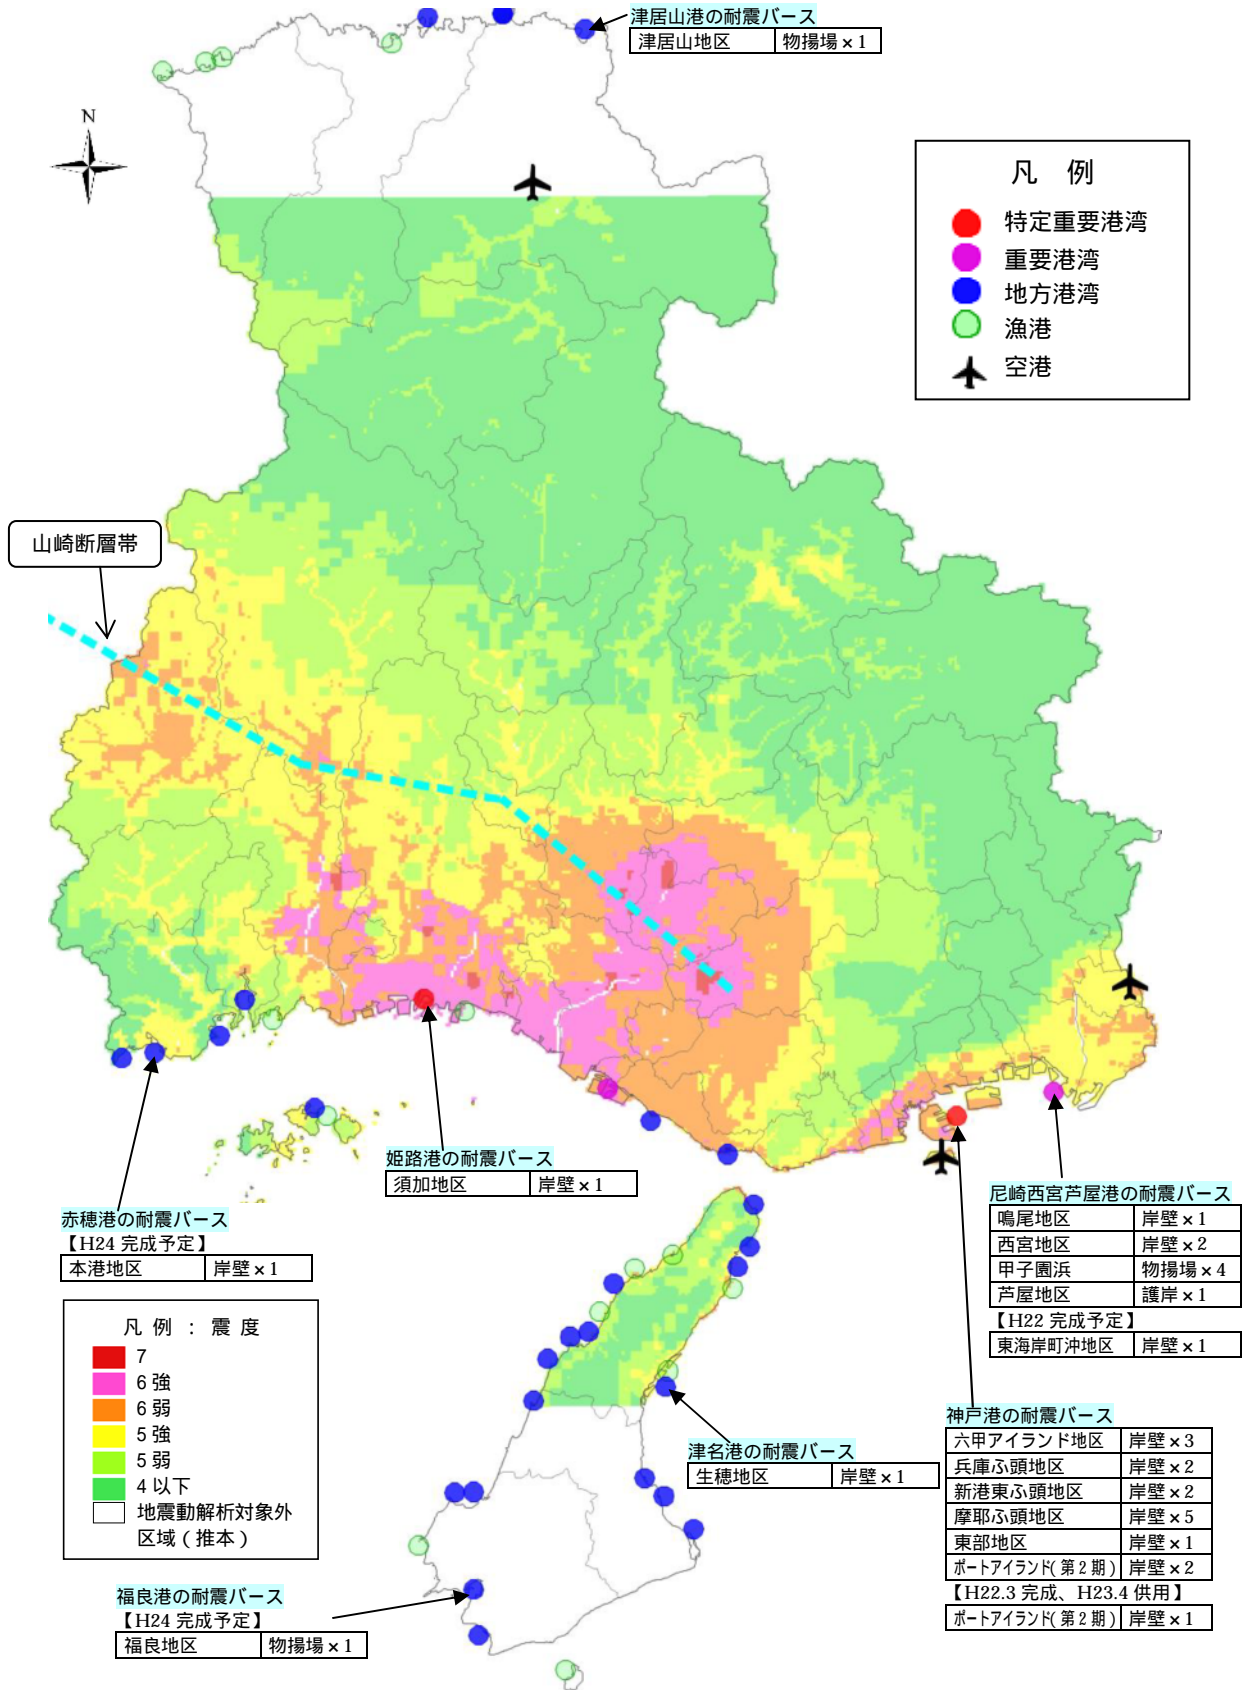 津居山港の耐震バース
津居山地区 物揚場×1
N
凡 例
特定重要港湾
重要港湾
地方港湾
漁港
空港
山崎断層帯
姫路港の耐震バース
須加地区 岸壁×1
赤穂港の耐震バース
【H24 完成予定】
本港地区 岸壁×1
尼崎西宮芦屋港の耐震バース
鳴尾地区 岸壁×1
西宮地区 岸壁×2
甲子園浜 物揚場×4
芦屋地区 護岸×1
【H22 完成予定】
東海岸町沖地区 岸壁×1
凡 例 : 震 度
7
6 強
6 弱
5 強
5 弱
4 以下
地震動解析対象外
区域（推本）
津名港の耐震バース
生穂地区 岸壁×1
神戸港の耐震バース
六甲アイランド地区 岸壁×3
兵庫ふ頭地区 岸壁×2
新港東ふ頭地区 岸壁×2
摩耶ふ頭地区 岸壁×5
東部地区 岸壁×1
ポートアイランド(第2期) 岸壁×2
【H22.3 完成、H23.4 供用】
ポートアイランド(第2期) 岸壁×1
福良港の耐震バース
【H24 完成予定】
福良地区 物揚場×1